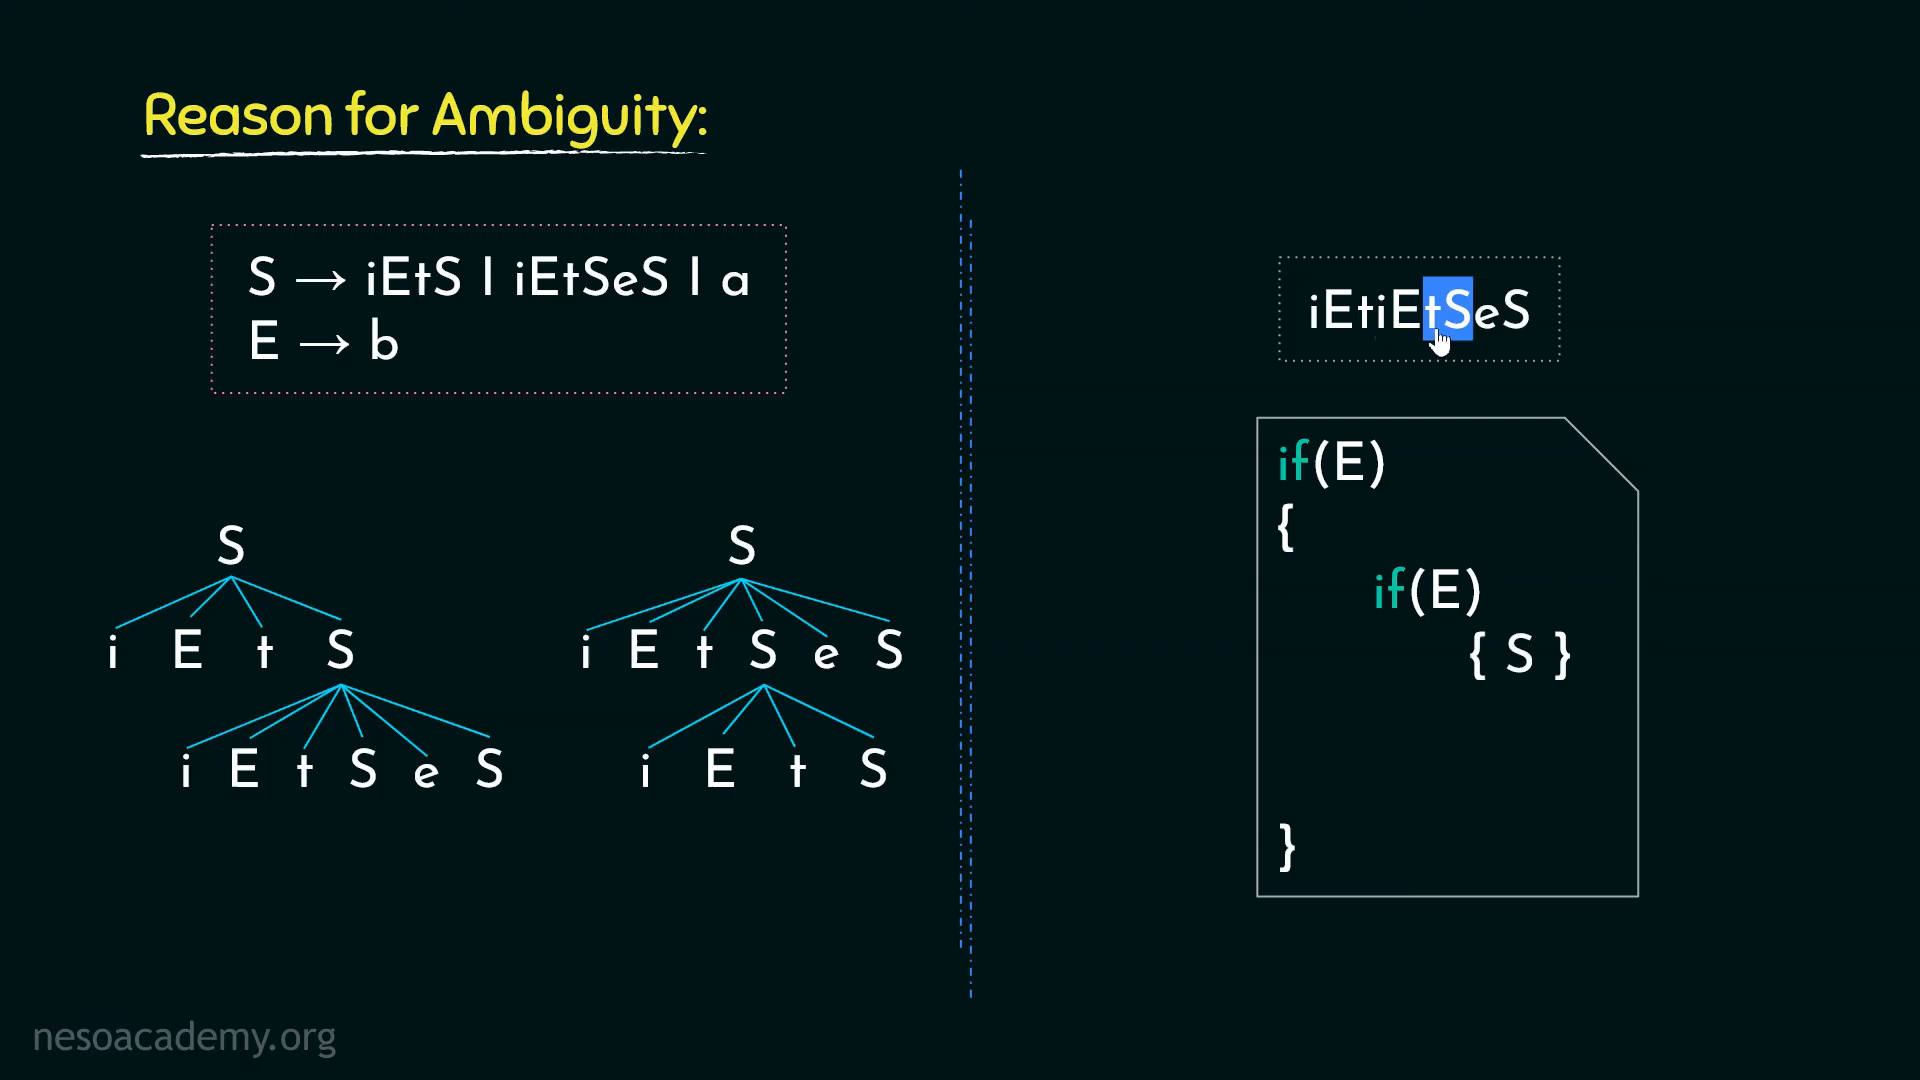 Reason for Ambiguity:
S → iEtS | iEtSeS | a
E → b
S
i E t S
i E t S e S
S
i E t S e S
i E t S
iEtiEtSeS
if(E)
{
if(E)
{ S }
}
nesoacademy.org